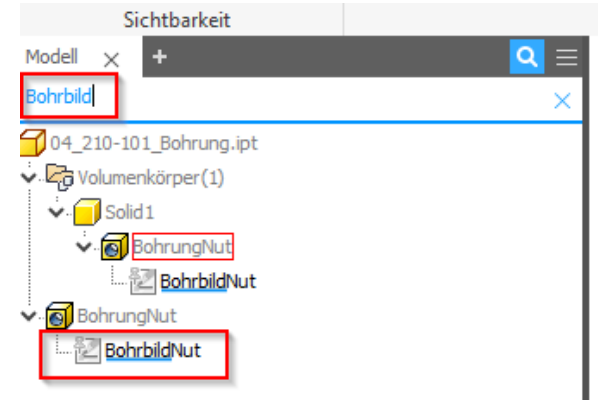 Sichtbarkeit
Modell × +
Bohrbild
04_210-101_Bohrung.ipt
Volumenkörper(1)
Solid1
BohrungNut
BohrbildNut
BohrungNut
BohrbildNut